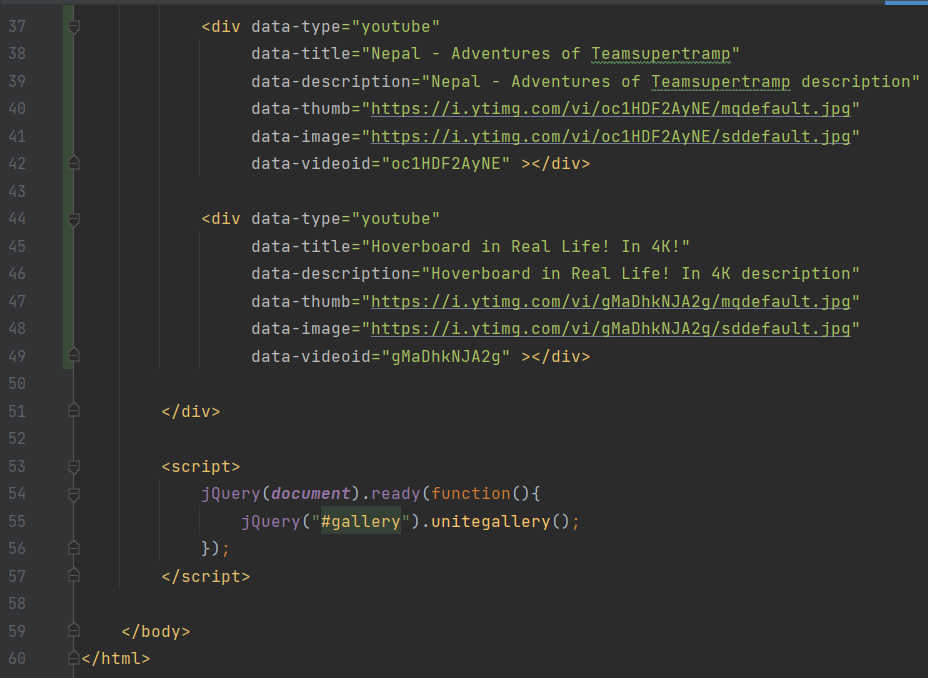 37 <div data-type="youtube"
38 data-title="Nepal - Adventures of Teamsupertramp"
39 data-description="Nepal - Adventures of Teamsupertramp description"
40 data-thumb="https://i.ytimg.com/vi/oc1HDF2AyNE/mqdefault.jpg"
41 data-image="https://i.ytimg.com/vi/oc1HDF2AyNE/sddefault.jpg"
42 data-videoid="oc1HDF2AyNE" ></div>
43
44 <div data-type="youtube"
45 data-title="Hoverboard in Real Life! In 4K!"
46 data-description="Hoverboard in Real Life! In 4K description"
47 data-thumb="https://i.ytimg.com/vi/gMaDhkNJA2g/mqdefault.jpg"
48 data-image="https://i.ytimg.com/vi/gMaDhkNJA2g/sddefault.jpg"
49 data-videoid="gMaDhkNJA2g" ></div>
50
51 </div>
52
53 <script>
54 jQuery(document).ready(function(){
55 jQuery("#gallery").unitegallery();
56 });
57 </script>
58
59 </body>
60 </html>